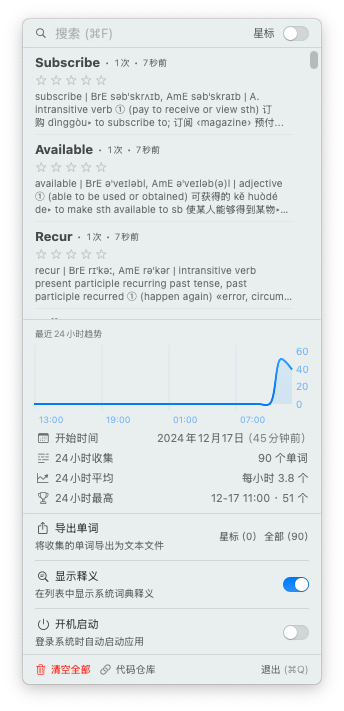 搜索 (⌘F) 星标
Subscribe · 1 次 · 7秒前
☆ ☆ ☆ ☆ ☆
subscribe | BrE səbˈskrʌɪb, AmE səbˈskraɪb | A.
intransitive verb ① (pay to receive or view sth) 订
购 dìnggòu▸ to subscribe to; 订阅 ‹magazine› 预付...
Available · 1 次 · 7秒前
☆ ☆ ☆ ☆ ☆
available | BrE əˈveɪləbl, AmE əˈveɪləb(ə)l | adjective
① (able to be used or obtained) 可获得的 kě huòdé
de▸ to make sth available to sb 使某人能够得到某物▸...
Recur · 1 次 · 7秒前
☆ ☆ ☆ ☆ ☆
recur | BrE rɪˈkəː, AmE rəˈkər | intransitive verb
present participle recurring past tense, past
participle recurred ① (happen again) «error, circum...
最近24小时趋势
60
40
20
0
13:00 19:00 01:00 07:00
开始时间 2024年12月17日 (45分钟前)
24小时收集 90 个单词
24小时平均 每小时 3.8 个
24小时最高 12-17 11:00 · 51 个
导出单词
将收集的单词导出为文本文件 星标 (0) 全部 (90)
显示释义
在列表中显示系统词典释义
开机启动
登录系统时自动启动应用
清空全部 代码仓库 退出 (⌘Q)